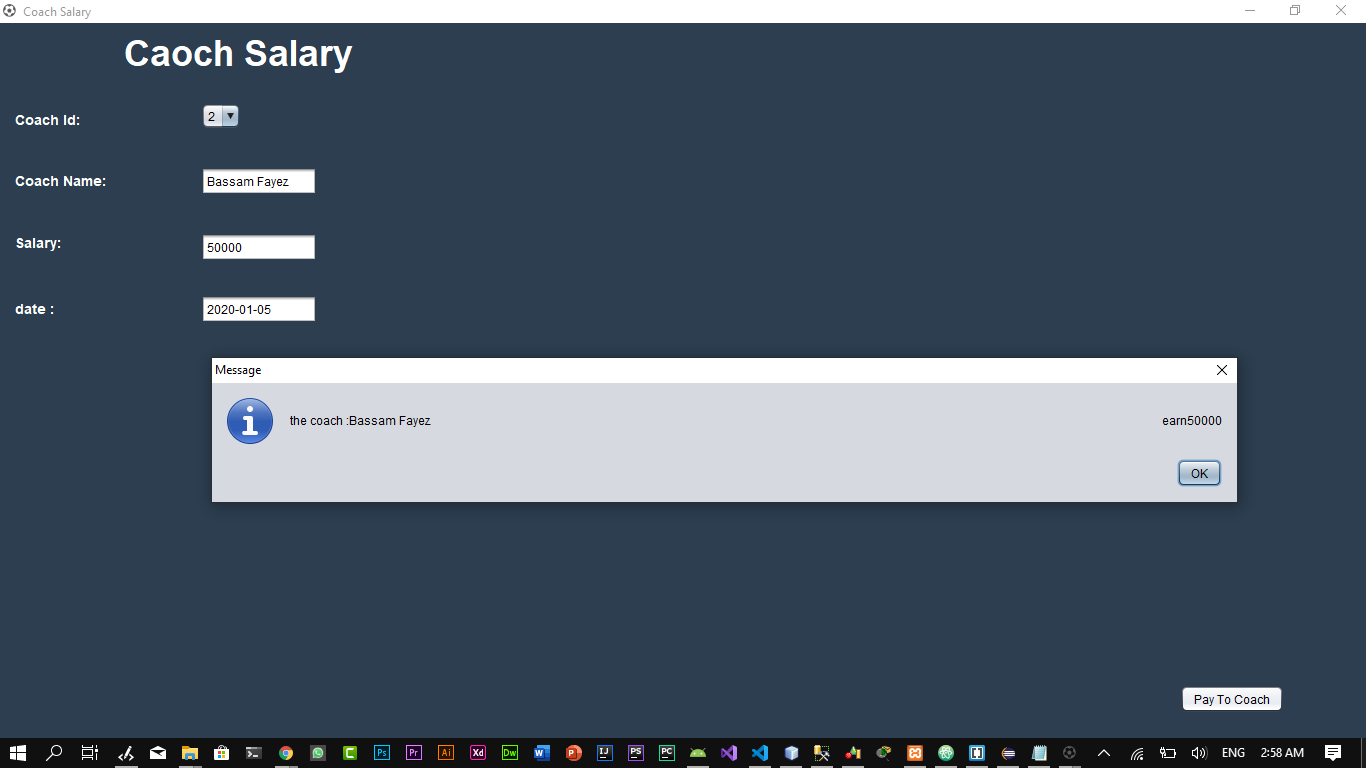 Coach Salary
Caoch Salary
Coach Id:
2
Coach Name:
Bassam Fayez
Salary:
50000
date :
2020-01-05
Message
the coach :Bassam Fayez earn50000
OK
Pay To Coach
Ps Pr Ai Xd Dw W P IJ PS PC ENG 2:58 AM